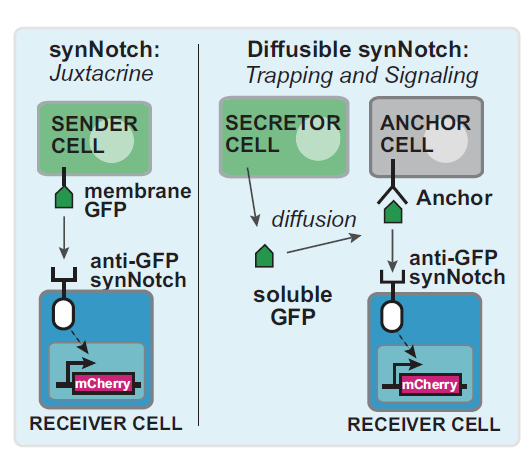 synNotch:
Juxtacrine
SENDER
CELL
membrane
GFP
anti-GFP
synNotch
mCherry
RECEIVER CELL
Diffusible synNotch:
Trapping and Signaling
SECRETOR
CELL
ANCHOR
CELL
Anchor
diffusion
soluble
GFP
anti-GFP
synNotch
mCherry
RECEIVER CELL